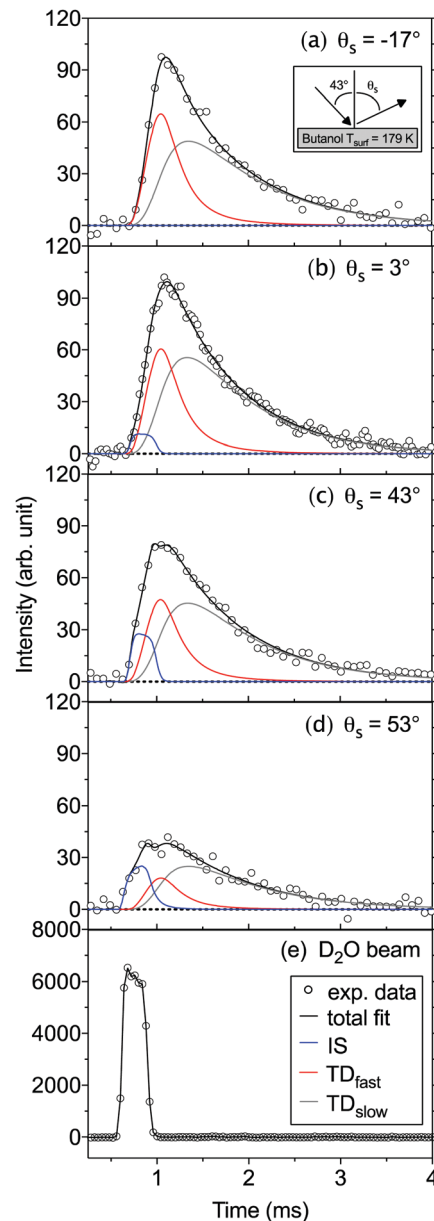 120
(a) θs = -17°
90
43°
θs
60
Butanol Tsurf = 179 K
30
0
120
(b) θs = 3°
90
60
30
0
120
(c) θs = 43°
90
60
30
0
120
(d) θs = 53°
90
60
30
0
8000
(e) D2O beam
6000
exp. data
total fit
4000
IS
TDfast
2000
TDslow
0
1 2 3 4
Time (ms)
Intensity (arb. unit)